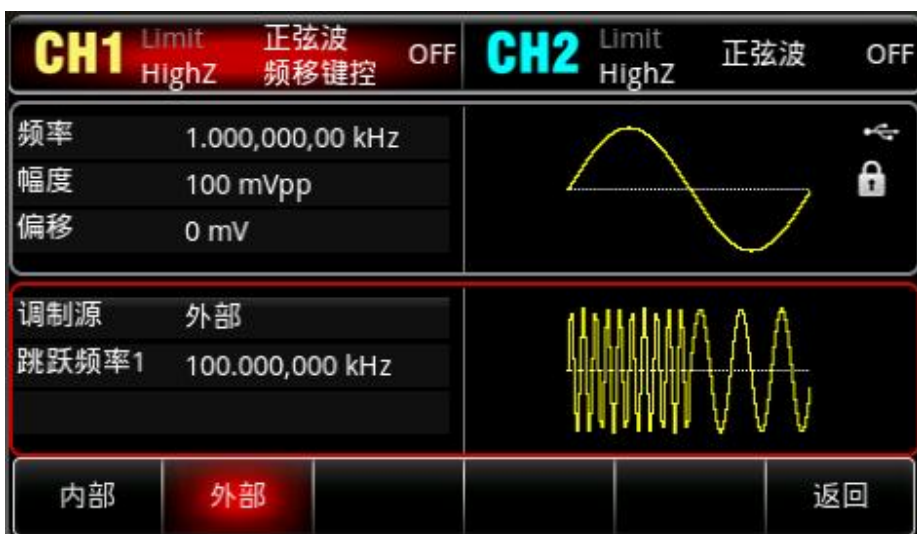 CH1 Limit 正弦波 OFF CH2 Limit 正弦波 OFF
HighZ 频移键控 HighZ
频率 1.000,000,00 kHz
幅度 100 mVpp
偏移 0 mV
调制源 外部
跳跃频率1 100.000,000 kHz
内部 外部 返回